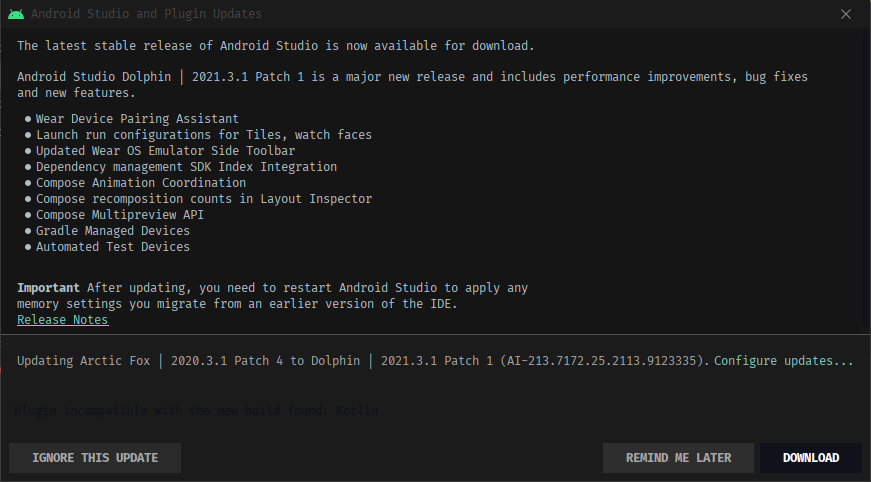 Android Studio and Plugin Updates
The latest stable release of Android Studio is now available for download.
Android Studio Dolphin | 2021.3.1 Patch 1 is a major new release and includes performance improvements, bug fixes
and new features.
● Wear Device Pairing Assistant
● Launch run configurations for Tiles, watch faces
● Updated Wear OS Emulator Side Toolbar
● Dependency management SDK Index Integration
● Compose Animation Coordination
● Compose recomposition counts in Layout Inspector
● Compose Multipreview API
● Gradle Managed Devices
● Automated Test Devices
Important After updating, you need to restart Android Studio to apply any
memory settings you migrate from an earlier version of the IDE.
Release Notes
Updating Arctic Fox | 2020.3.1 Patch 4 to Dolphin | 2021.3.1 Patch 1 (AI-213.7172.25.2113.9123335). Configure updates...
Plugin incompatible with the new build found: Kotlin
IGNORE THIS UPDATE REMIND ME LATER DOWNLOAD